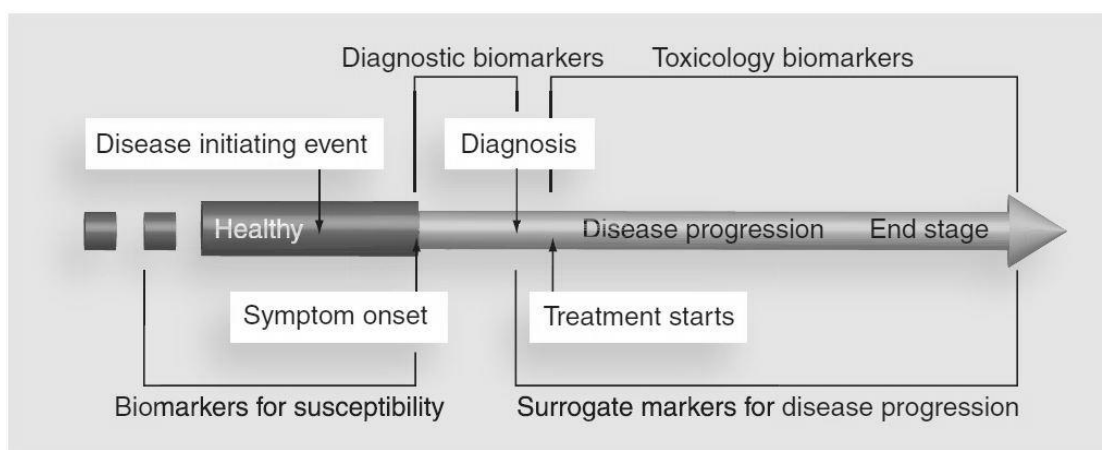 Diagnostic biomarkers
Toxicology biomarkers
Disease initiating event
Diagnosis
Healthy
Disease progression
End stage
Symptom onset
Treatment starts
Biomarkers for susceptibility
Surrogate markers for disease progression